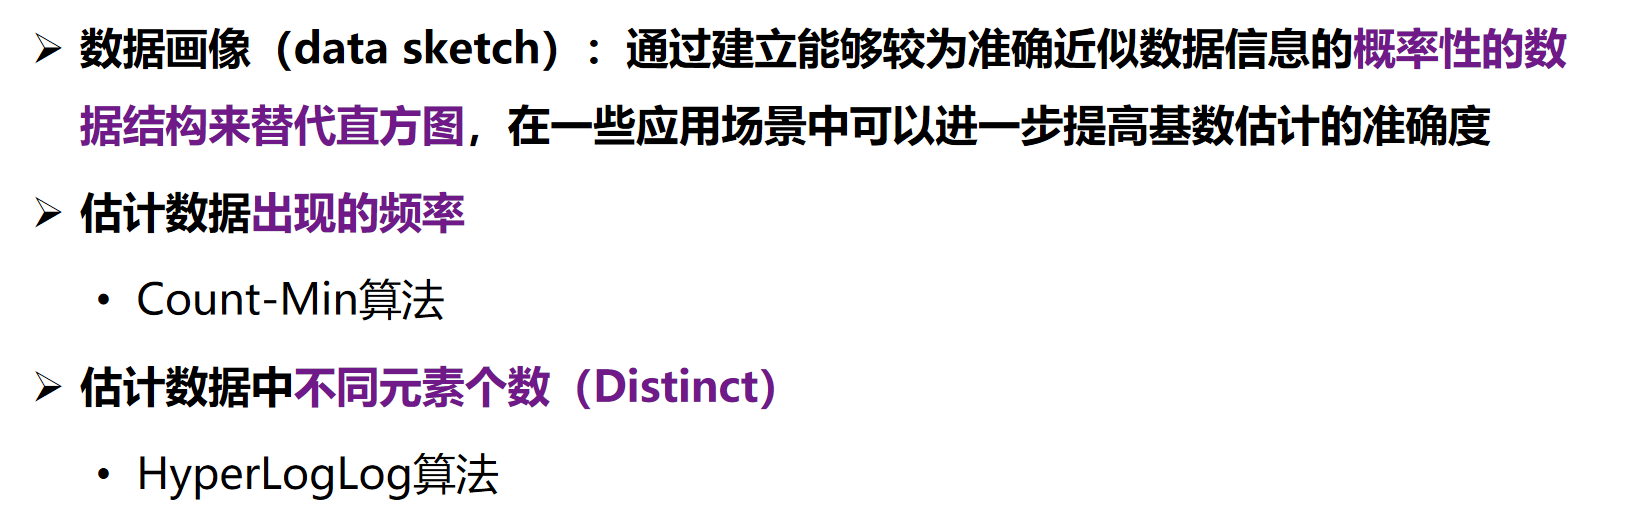 ➢ 数据画像（data sketch）：通过建立能够较为准确近似数据信息的概率性的数
据结构来替代直方图，在一些应用场景中可以进一步提高基数估计的准确度
➢ 估计数据出现的频率
• Count-Min算法
➢ 估计数据中不同元素个数（Distinct）
• HyperLogLog算法